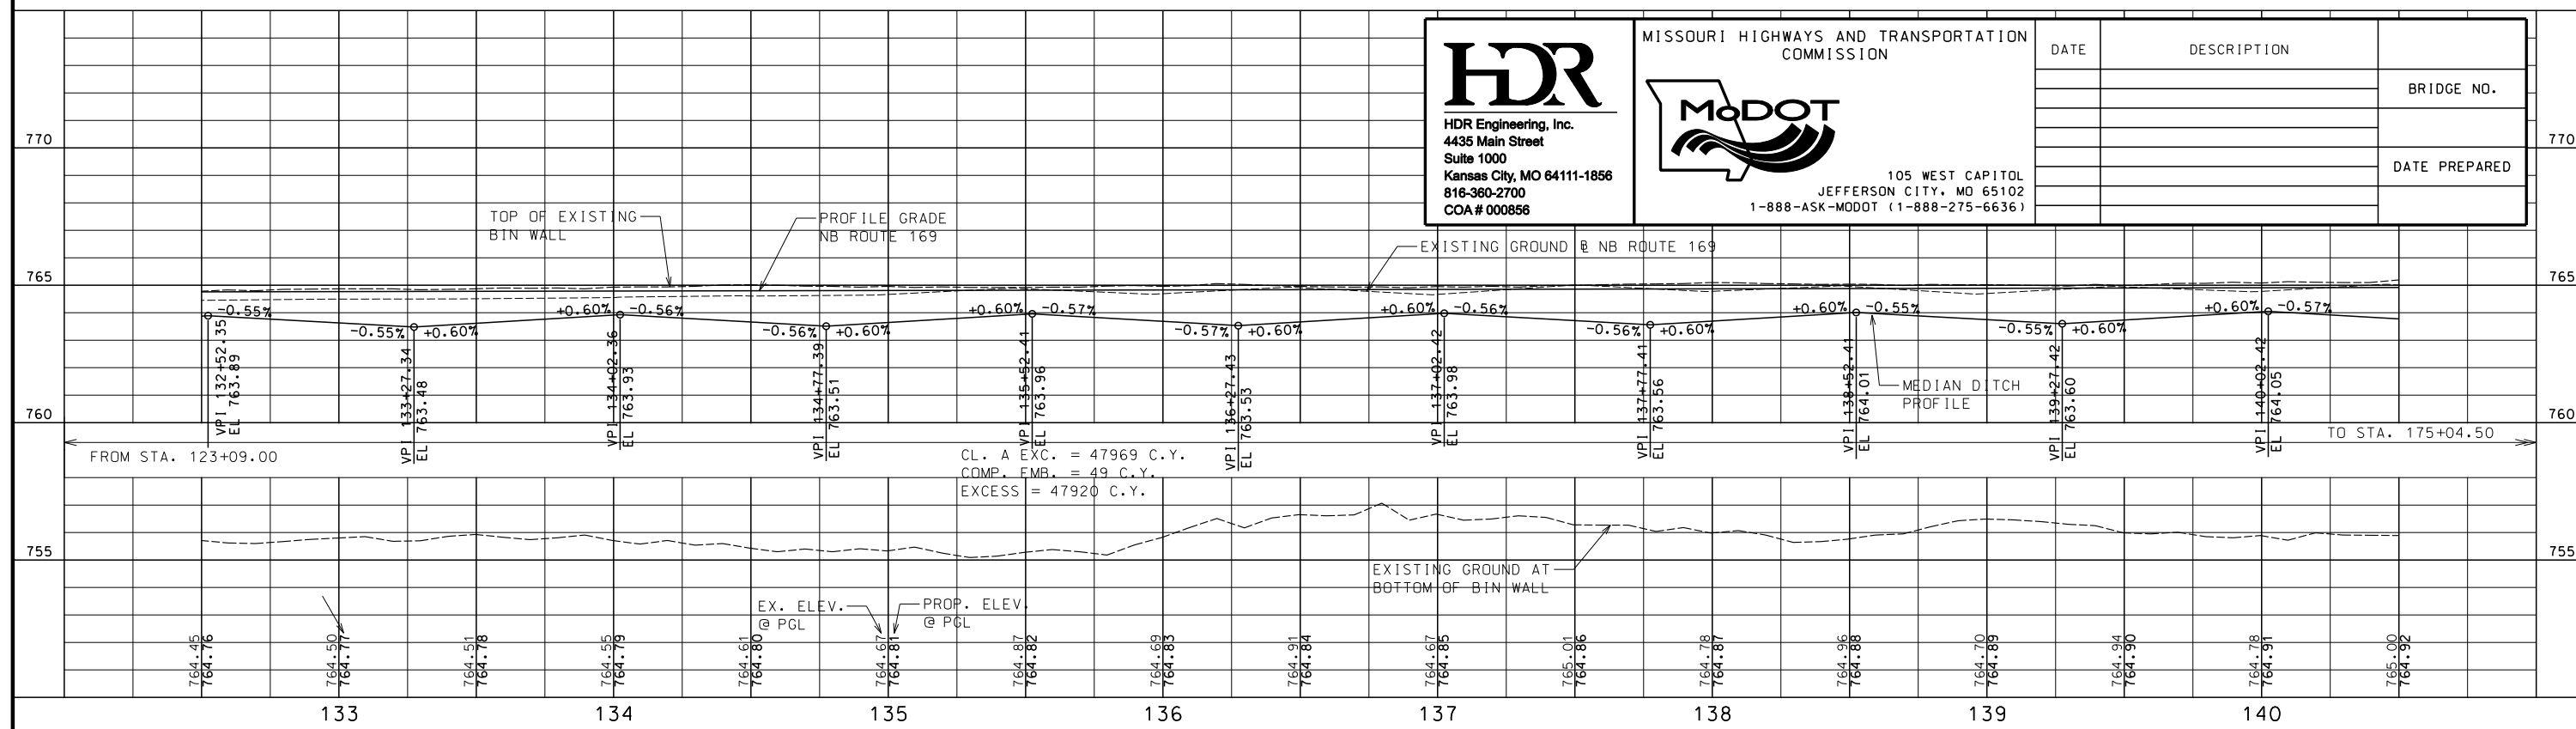 HDR
HDR Engineering, Inc.
4435 Main Street
Suite 1000
Kansas City, MO 64111-1856
816-360-2700
COA # 000856
MISSOURI HIGHWAYS AND TRANSPORTATION
COMMISSION
MoDOT
105 WEST CAPITOL
JEFFERSON CITY, MO 65102
1-888-ASK-MODOT (1-888-275-6636)
DATE
DESCRIPTION
BRIDGE NO.
DATE PREPARED
770
770
TOP OF EXISTING
BIN WALL
PROFILE GRADE
NB ROUTE 169
EXISTING GROUND ℄ NB ROUTE 169
765
765
-0.55%
-0.55%
+0.60%
+0.60%
-0.56%
-0.56%
+0.60%
+0.60%
-0.57%
-0.57%
+0.60%
+0.60%
-0.56%
-0.56%
+0.60%
+0.60%
-0.55%
-0.55%
+0.60%
+0.60%
-0.57%
VPI 132+52.35
EL 763.89
VPI 133+27.34
EL 763.48
VPI 134+02.36
EL 763.93
VPI 134+77.39
EL 763.51
VPI 135+52.41
EL 763.96
VPI 136+27.43
EL 763.53
VPI 137+02.42
EL 763.98
VPI 137+77.41
EL 763.56
VPI 138+52.41
EL 764.01
VPI 139+27.42
EL 763.60
VPI 140+02.42
EL 764.05
MEDIAN DITCH
PROFILE
760
760
FROM STA. 123+09.00
TO STA. 175+04.50
CL. A EXC. = 47969 C.Y.
COMP. EMB. = 49 C.Y.
EXCESS = 47920 C.Y.
755
755
EXISTING GROUND AT
BOTTOM OF BIN WALL
EX. ELEV.
@ PGL
PROP. ELEV.
@ PGL
764.45
764.76
764.50
764.77
764.51
764.78
764.55
764.79
764.61
764.80
764.67
764.81
764.87
764.82
764.69
764.83
764.91
764.84
764.67
764.85
765.01
764.86
764.78
764.87
764.96
764.88
764.70
764.89
764.94
764.90
764.78
764.91
765.00
764.92
133
134
135
136
137
138
139
140